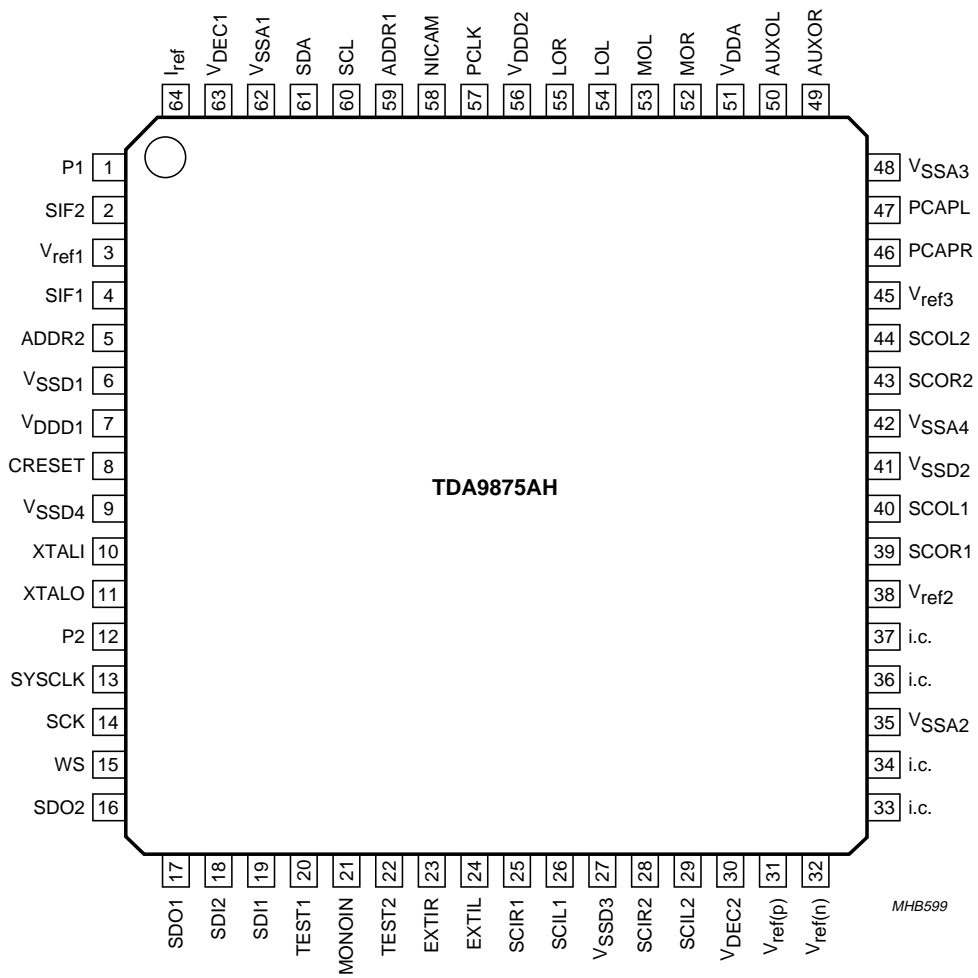 64 Iref
63 VDEC1
62 VSSA1
61 SDA
60 SCL
59 ADDR1
58 NICAM
57 PCLK
56 VDDD2
55 LOR
54 LOL
53 MOL
52 MOR
51 VDDA
50 AUXOL
49 AUXOR
P1 1
SIF2 2
Vref1 3
SIF1 4
ADDR2 5
VSSD1 6
VDDD1 7
CRESET 8
VSSD4 9
XTALI 10
XTALO 11
P2 12
SYSCLK 13
SCK 14
WS 15
SDO2 16
TDA9875AH
48 VSSA3
47 PCAPL
46 PCAPR
45 Vref3
44 SCOL2
43 SCOR2
42 VSSA4
41 VSSD2
40 SCOL1
39 SCOR1
38 Vref2
37 i.c.
36 i.c.
35 VSSA2
34 i.c.
33 i.c.
SDO1 17
SDI2 18
SDI1 19
TEST1 20
MONOIN 21
TEST2 22
EXTIR 23
EXTIL 24
SCIR1 25
SCIL1 26
VSSD3 27
SCIR2 28
SCIL2 29
VDEC2 30
Vref(p) 31
Vref(n) 32
MHB599